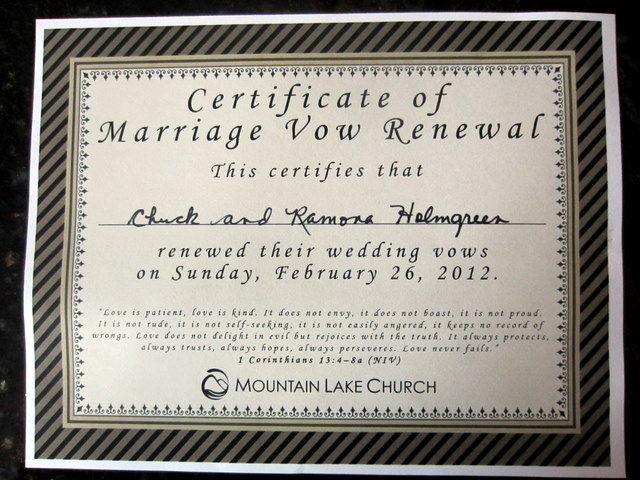 Certificate of
Marriage Vow Renewal
This certifies that
Chuck and Ramona Holmgreen
renewed their wedding vows
on Sunday, February 26, 2012.
"Love is patient, love is kind. It does not envy, it does not boast, it is not proud.
It is not rude, it is not self-seeking, it is not easily angered, it keeps no record of
wrongs. Love does not delight in evil but rejoices with the truth. It always protects,
always trusts, always hopes, always perseveres. Love never fails."
1 Corinthians 13:4–8a (NIV)
MOUNTAIN LAKE CHURCH